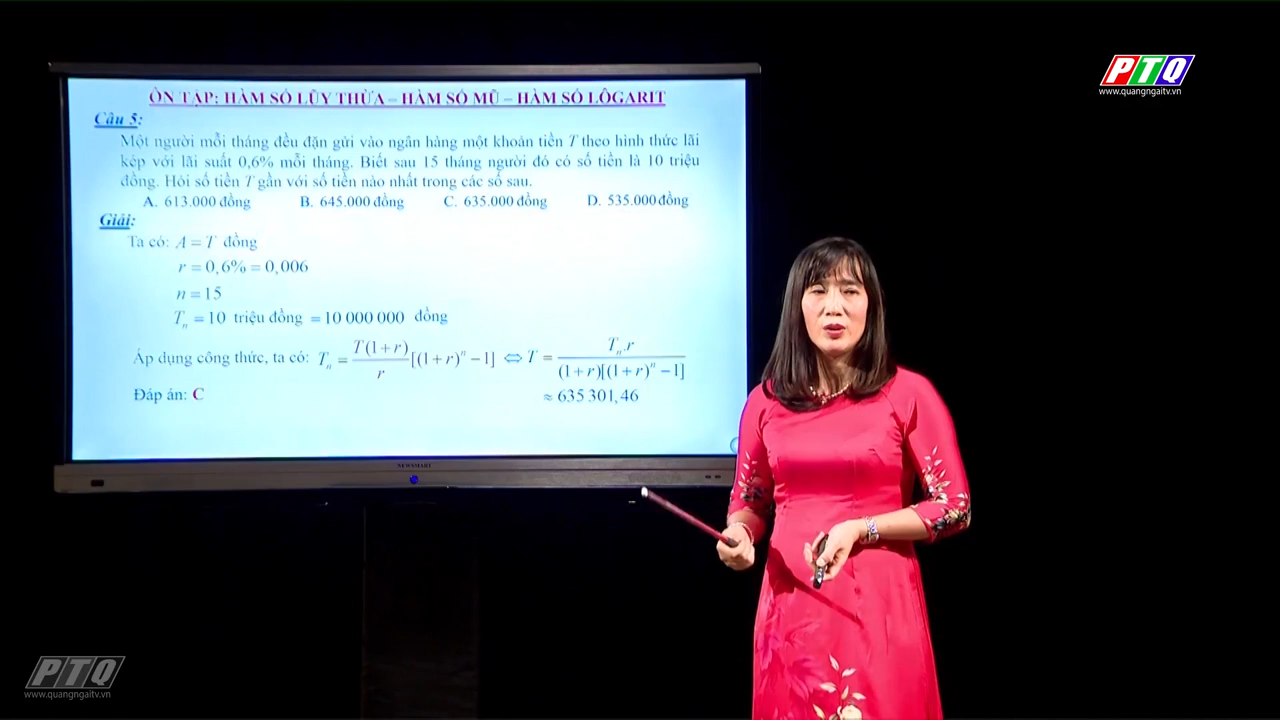 PTQ
www.quangngaitv.vn
ÔN TẬP: HÀM SỐ LŨY THỪA – HÀM SỐ MŨ – HÀM SỐ LÔGARIT
Câu 5:
Một người mỗi tháng đều đặn gửi vào ngân hàng một khoản tiền T theo hình thức lãi
kép với lãi suất 0,6% mỗi tháng. Biết sau 15 tháng người đó có số tiền là 10 triệu
đồng. Hỏi số tiền T gần với số tiền nào nhất trong các số sau.
A. 613.000 đồng B. 645.000 đồng C. 635.000 đồng D. 535.000 đồng
Giải:
Ta có: A = T đồng
r = 0,6% = 0,006
n = 15
T_n = 10 triệu đồng = 10 000 000 đồng
Áp dụng công thức, ta có: T_n = T(1+r)/r [(1+r)^n − 1] ⇔ T = T_n.r / (1+r)[(1+r)^n − 1]
Đáp án: C ≈ 635 301,46
NEWSMART
PTQ
www.quangngaitv.vn